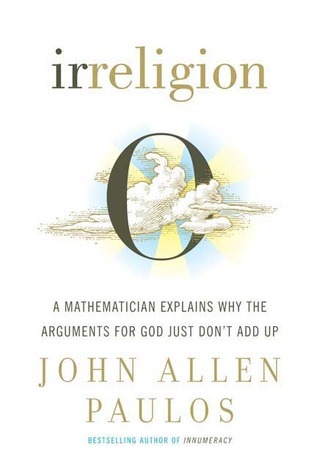 irreligion
0
A MATHEMATICIAN EXPLAINS WHY THE
ARGUMENTS FOR GOD JUST DON'T ADD UP
JOHN ALLEN
PAULOS
BESTSELLING AUTHOR OF INNUMERACY